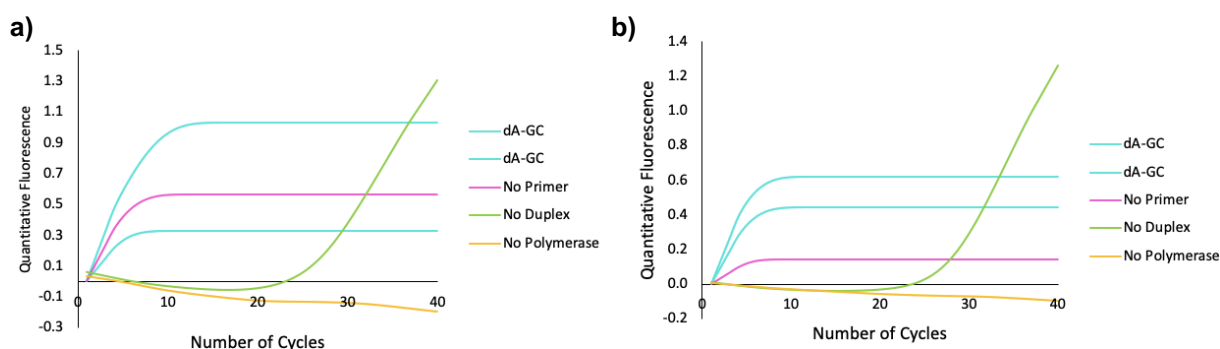 a)
Quantitative Fluorescence
1.5
1.3
1.1
0.9
0.7
0.5
0.3
0.1
-0.1
-0.3
0
10
20
30
40
Number of Cycles
dA-GC
dA-GC
No Primer
No Duplex
No Polymerase
b)
Quantitative Fluorescence
1.4
1.2
1.0
0.8
0.6
0.4
0.2
0.0
-0.2
0
10
20
30
40
Number of Cycles
dA-GC
dA-GC
No Primer
No Duplex
No Polymerase